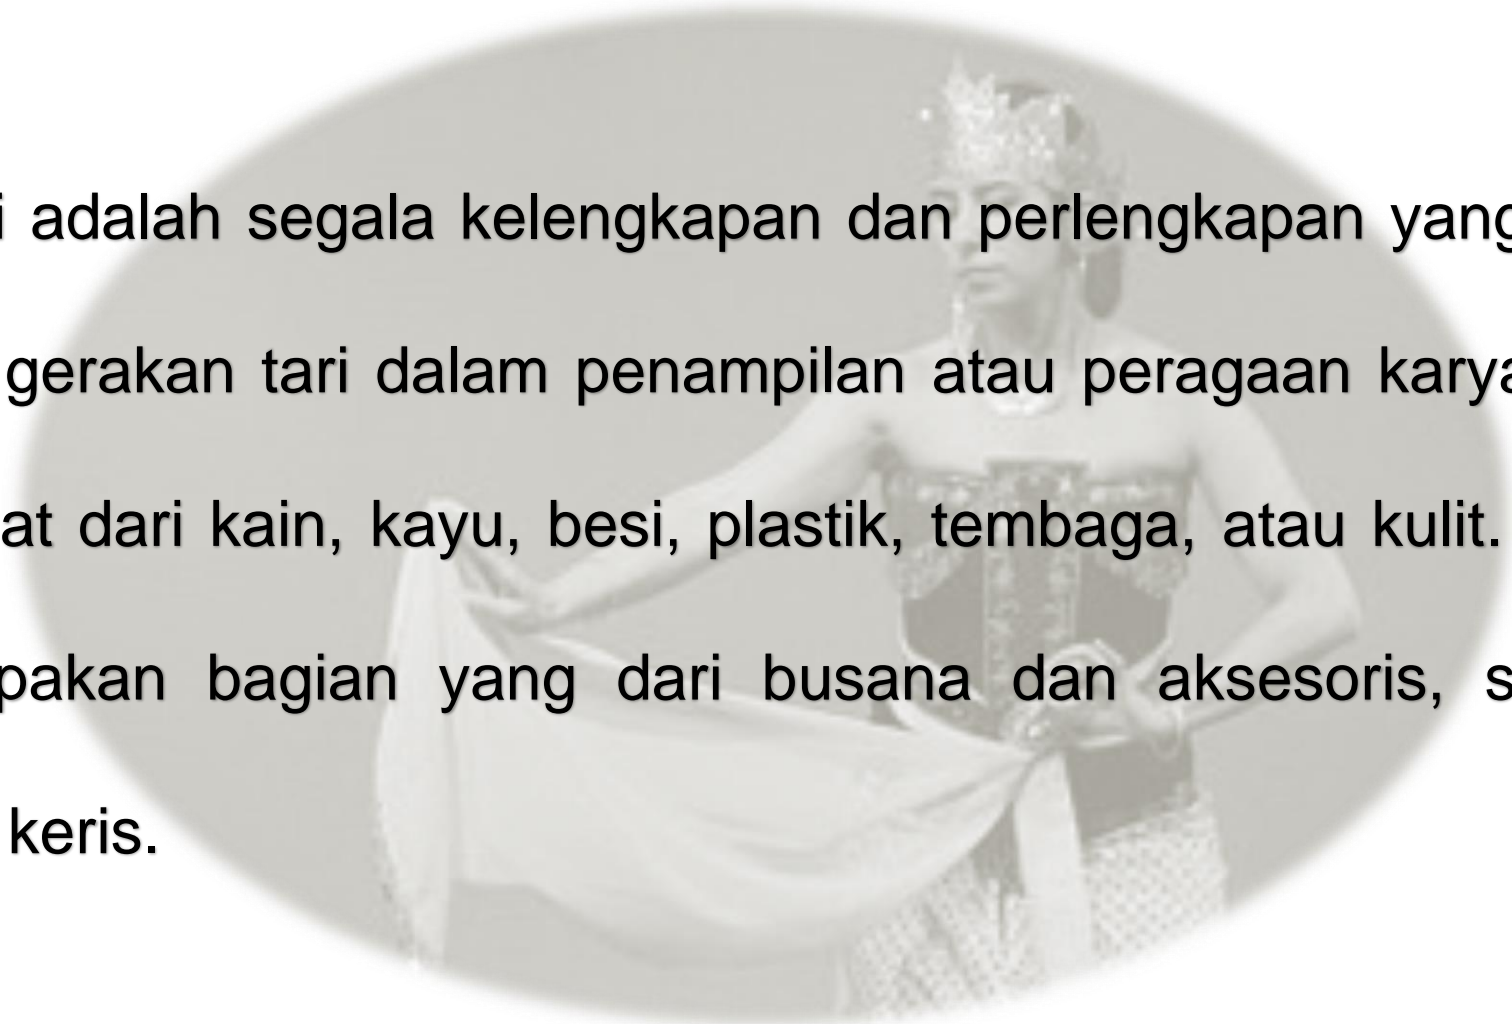 i adalah segala kelengkapan dan perlengkapan yang
gerakan tari dalam penampilan atau peragaan karya
at dari kain, kayu, besi, plastik, tembaga, atau kulit.
pakan bagian yang dari busana dan aksesoris, s
keris.